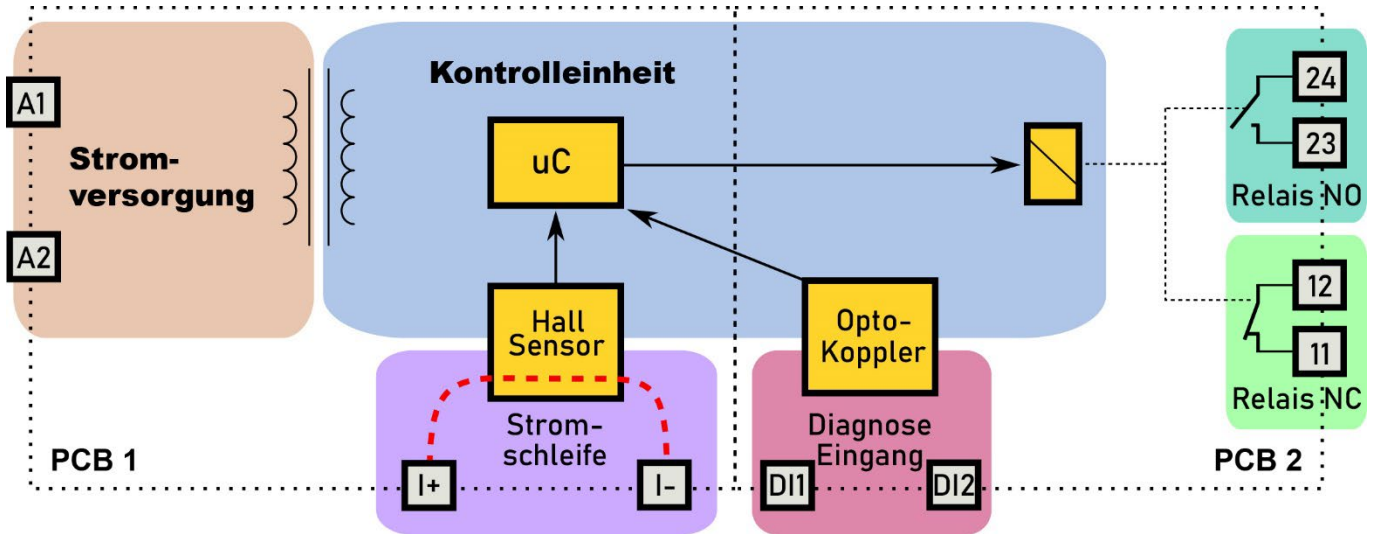 Kontrolleinheit
A1
Strom-
versorgung
A2
uC
24
23
Relais NO
Hall
Sensor
Opto-
Koppler
12
11
Relais NC
Strom-
schleife
Diagnose
Eingang
PCB 1
I+
I-
DI1
DI2
PCB 2